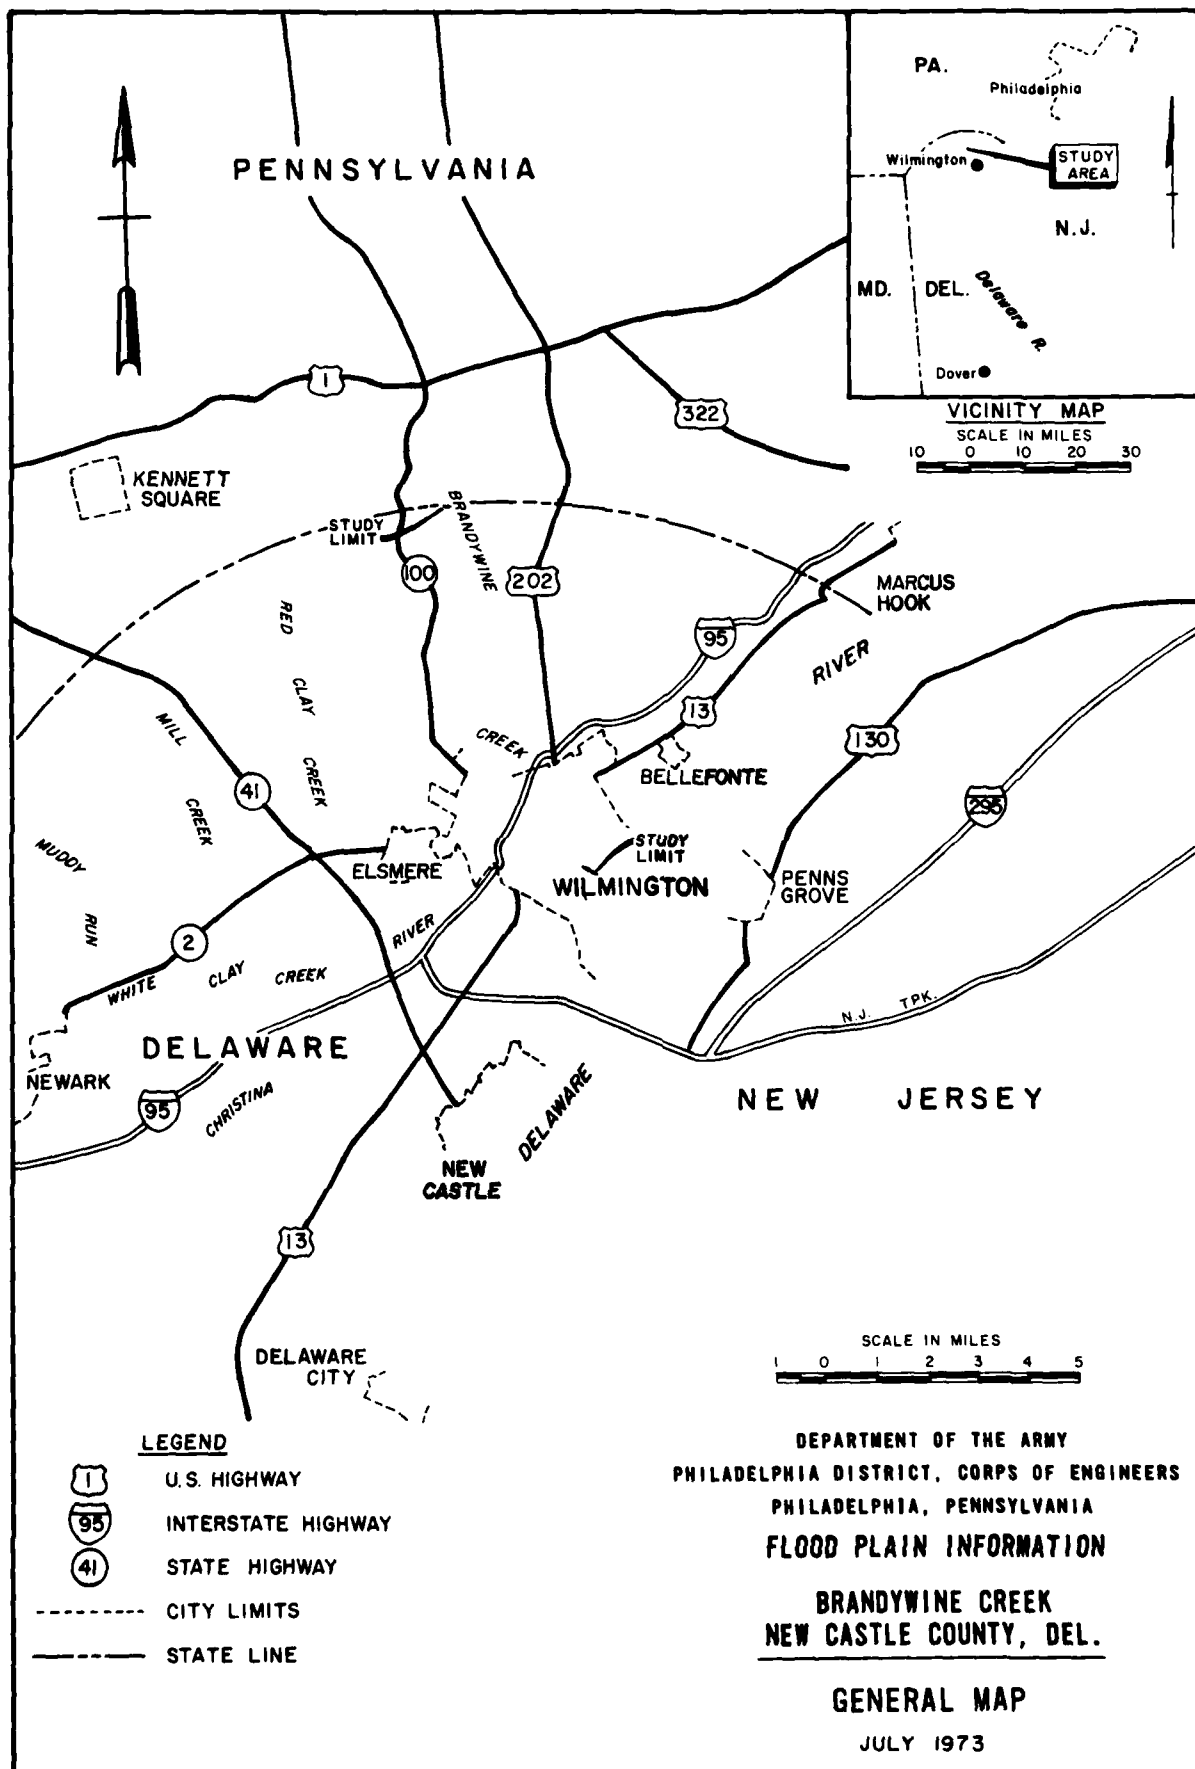 PENNSYLVANIA
PA.
Philadelphia
Wilmington
STUDY
AREA
N.J.
MD.
DEL.
Delaware R.
Dover
VICINITY MAP
SCALE IN MILES
10 0 10 20 30
1
322
KENNETT
SQUARE
STUDY
LIMIT
BRANDYWINE
100
202
MARCUS
HOOK
95
RED
CLAY
CREEK
RIVER
13
MILL
CREEK
CREEK
130
BELLEFONTE
41
295
MUDDY
RUN
ELSMERE
STUDY
LIMIT
WILMINGTON
PENNS
GROVE
2
RIVER
WHITE CLAY CREEK
N.J. TPK.
DELAWARE
NEWARK
95
CHRISTINA
DELAWARE
NEW JERSEY
NEW
CASTLE
13
DELAWARE
CITY
SCALE IN MILES
1 0 1 2 3 4 5
LEGEND
1 U.S. HIGHWAY
95 INTERSTATE HIGHWAY
41 STATE HIGHWAY
CITY LIMITS
STATE LINE
DEPARTMENT OF THE ARMY
PHILADELPHIA DISTRICT, CORPS OF ENGINEERS
PHILADELPHIA, PENNSYLVANIA
FLOOD PLAIN INFORMATION
BRANDYWINE CREEK
NEW CASTLE COUNTY, DEL.
GENERAL MAP
JULY 1973